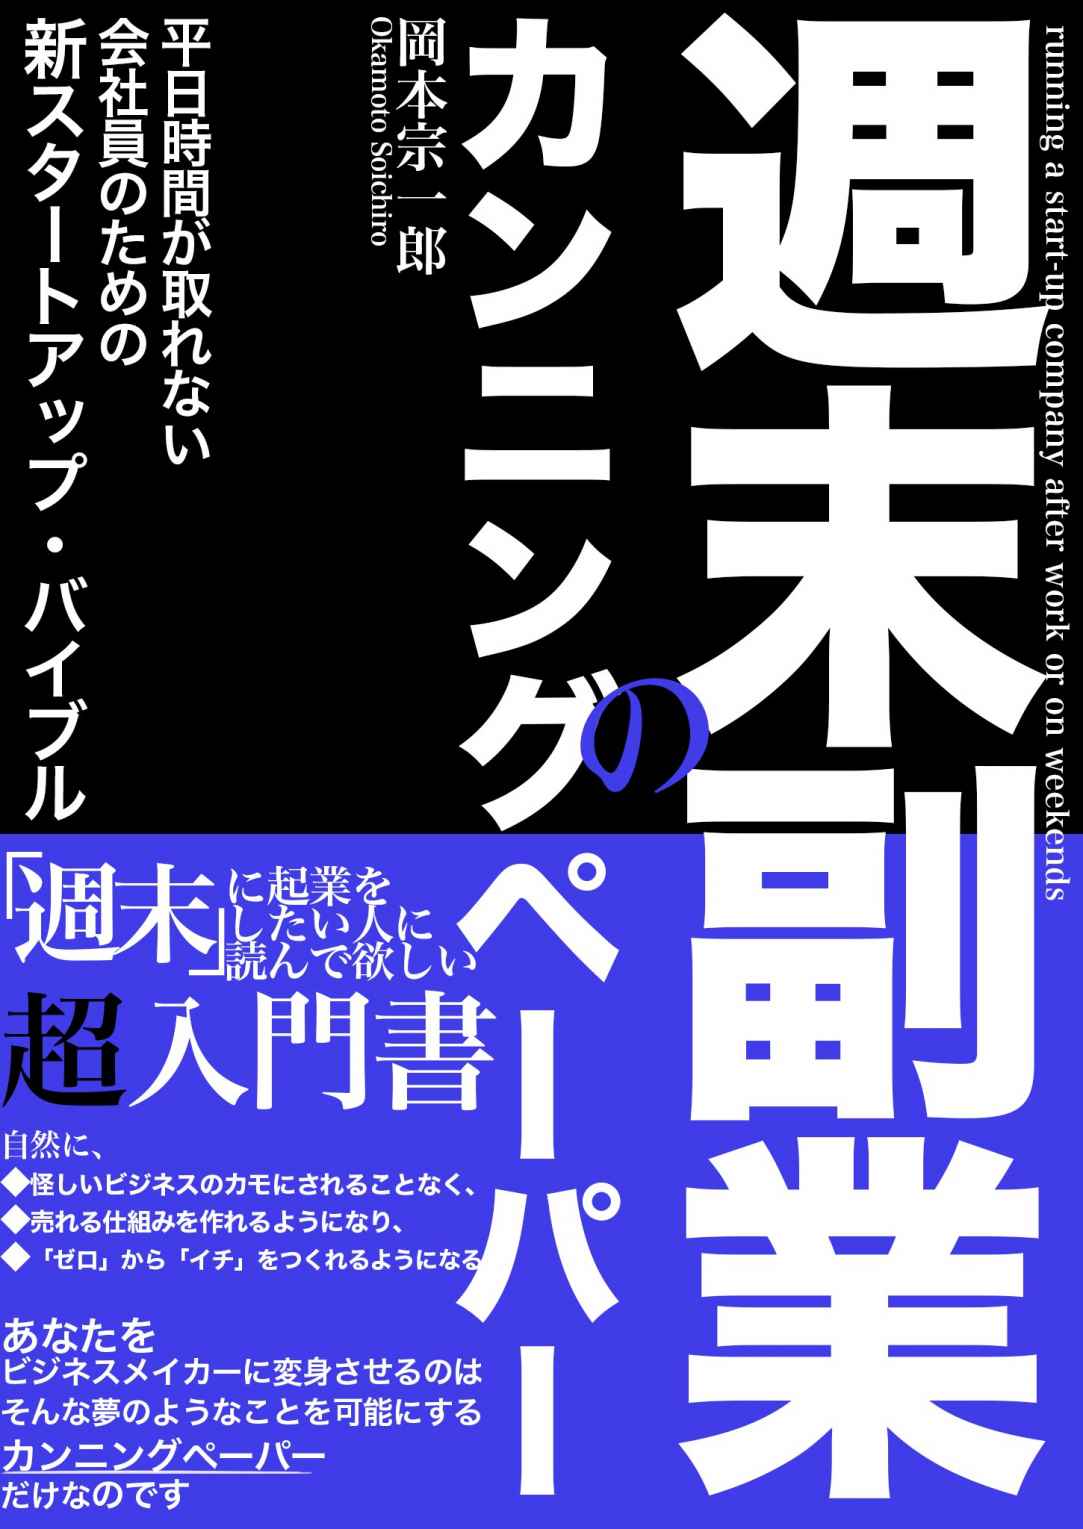 running a start-up company after work or on weekends
週末副業
の
カンニングペーパー
岡本宗一郎
Okamoto Soichiro
平日時間が取れない
会社員のための
新スタートアップ・バイブル
「週末」に起業を
したい人に
読んで欲しい
超入門書
自然に、
◆怪しいビジネスのカモにされることなく、
◆売れる仕組みを作れるようになり、
◆「ゼロ」から「イチ」をつくれるようになる
あなたを
ビジネスメイカーに変身させるのは
そんな夢のようなことを可能にする
カンニングペーパー
だけなのです